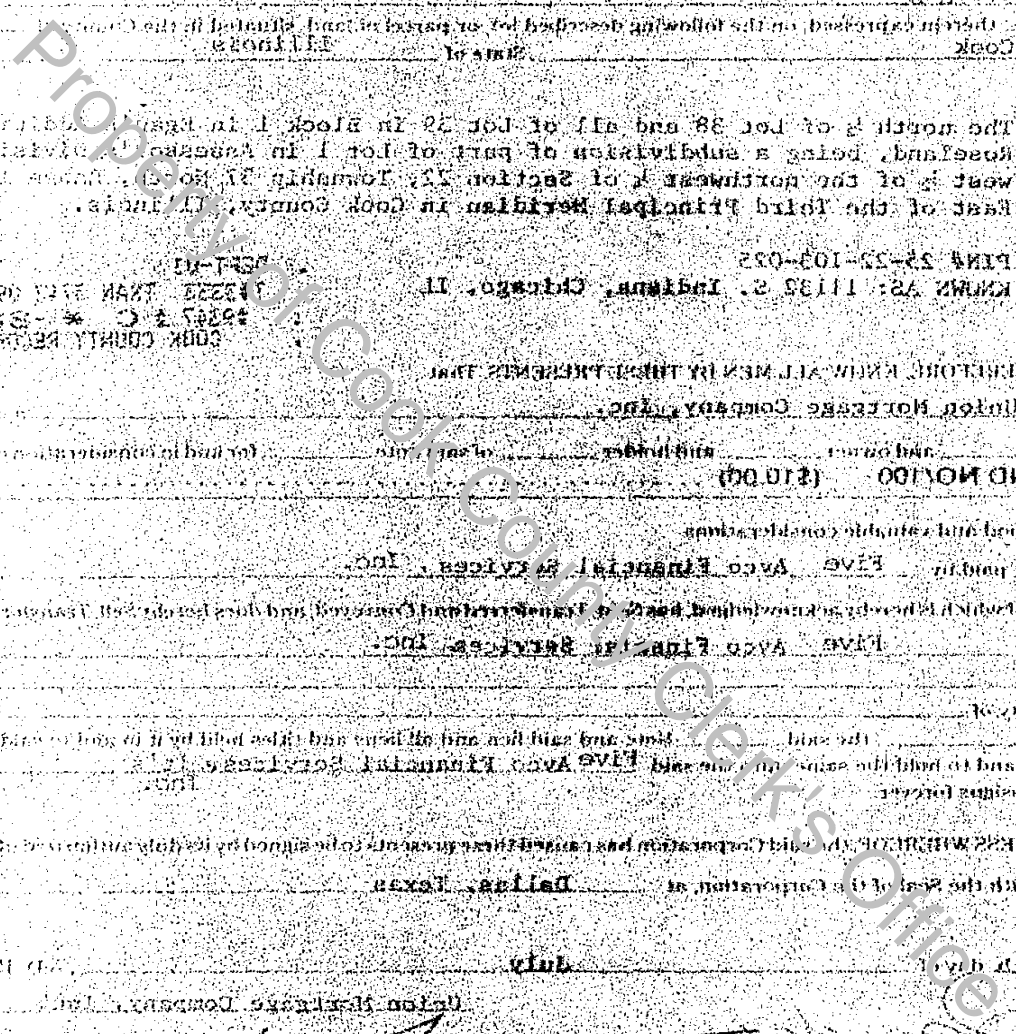 therein expressed, on the following described lot, or parcel of land, situated in the County
Cook State of Illinois
The north ½ of Lot 38 and all of Lot 39 in Block 1 in
Roseland, being a subdivision of part of Lot 1 in
west ½ of the northwest ¼ of Section 22, Township 37 North,
East of the Third Principal Meridian in Cook County, Illinois.
PIN# 25-22-103-025
KNOWN AS: 11132 S. Indiana, Chicago, IL
DEPT-01
TRAN
COOK COUNTY
KNOW ALL MEN BY THESE PRESENTS, That
Union Mortgage Company, Inc.
and owner and holder of said note for and in consideration
NO/100 ($10.00)
and valuable considerations
paid by Five Avco Financial Services, Inc.
which is hereby acknowledged, has Sold, Transferred and Conveyed, and does hereby Sell, Transfer
Five Avco Financial Services, Inc.
of
the said Note and said lien and all liens and titles held by it in and to said
and to hold the same unto the said Five Avco Financial Services, Inc. it's
forever
WHEREOF, the said Corporation has caused these presents to be signed by its duly authorized
the Seal of the Corporation, at Dallas, Texas
day of July
Union Mortgage Company, Inc.
Property of Cook County Clerk's Office